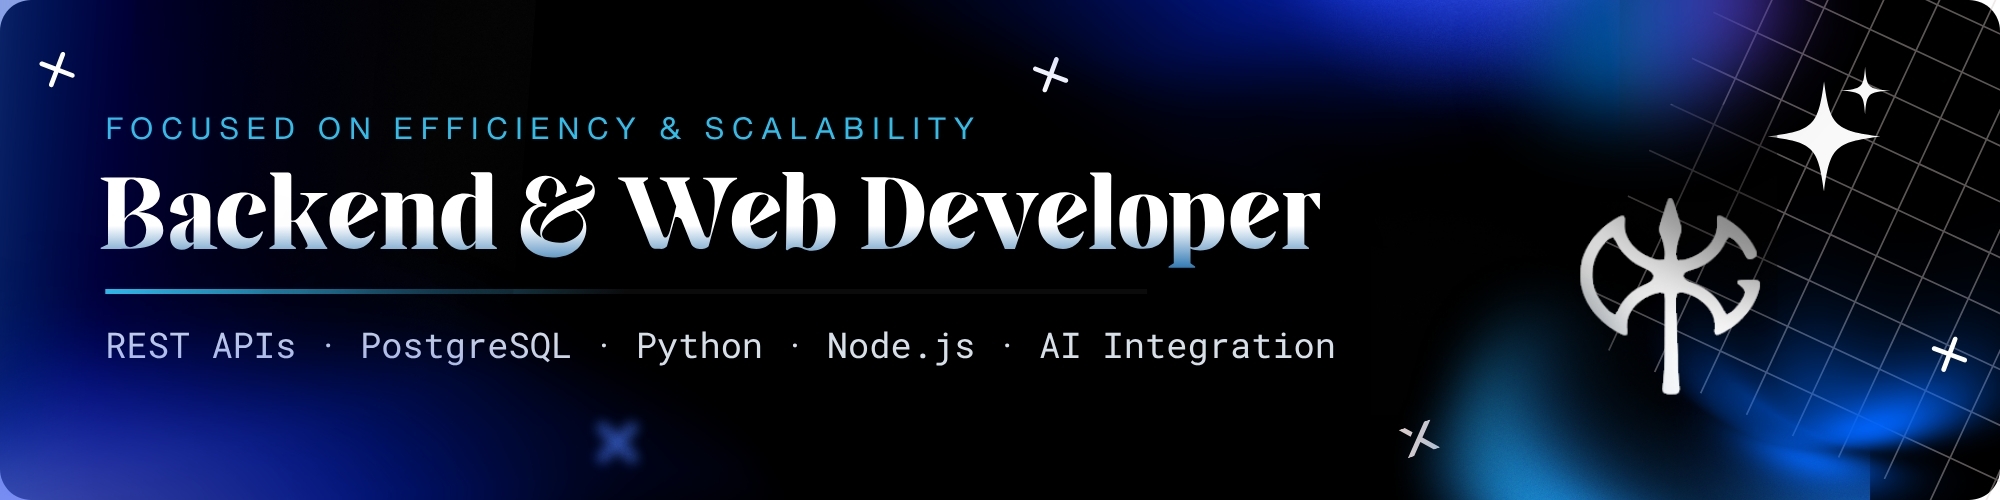 FOCUSED ON EFFICIENCY & SCALABILITY
Backend & Web Developer
REST APIs · PostgreSQL · Python · Node.js · AI Integration